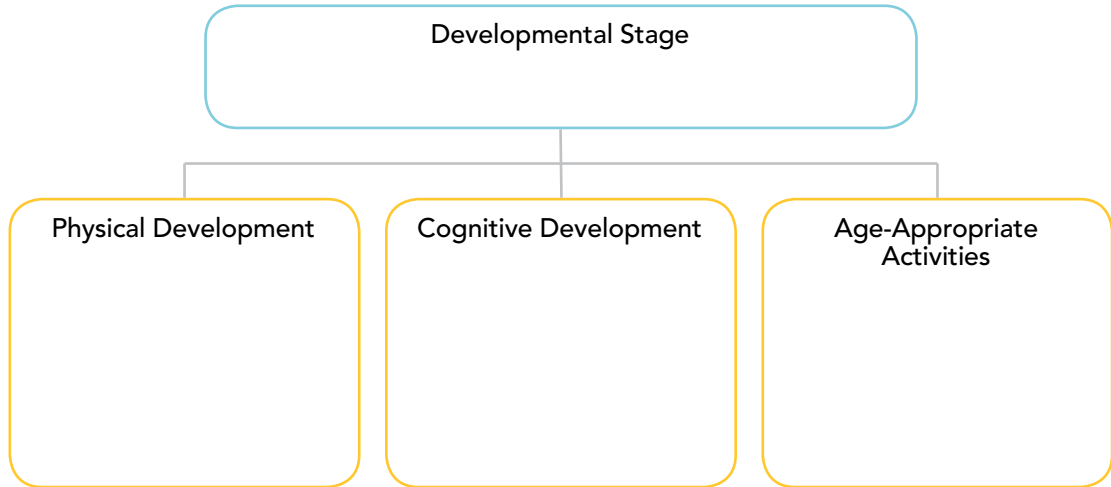 Developmental Stage
Physical Development
Cognitive Development
Age-Appropriate
Activities